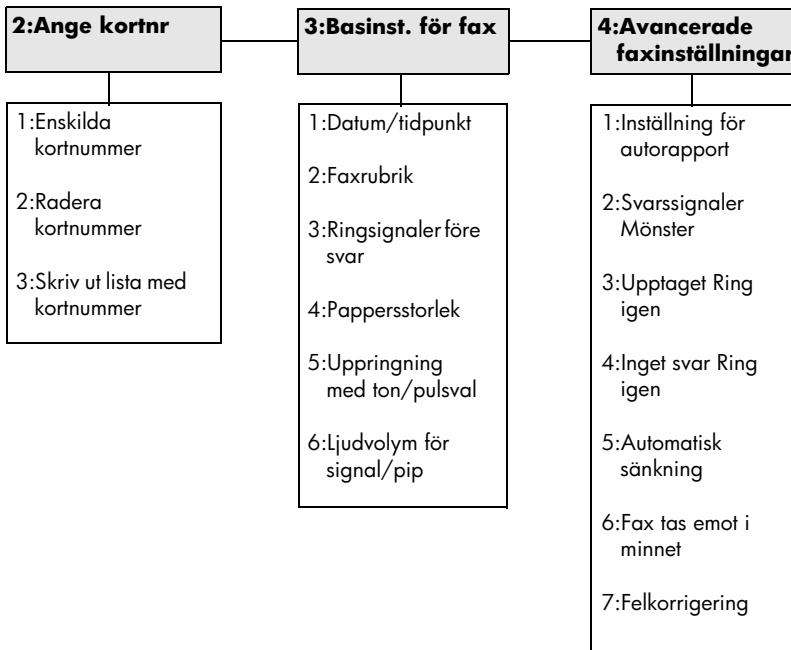 2:Ange kortnr
1:Enskilda
kortnummer
2:Radera
kortnummer
3:Skriv ut lista med
kortnummer
3:Basinst. för fax
1:Datum/tidpunkt
2:Faxrubrik
3:Ringsignaler före
svar
4:Pappersstorlek
5:Uppringning
med ton/pulsval
6:Ljudvolym för
signal/pip
4:Avancerade
faxinställningar
1:Inställning för
autorapport
2:Svarssignaler
Mönster
3:Upptaget Ring
igen
4:Inget svar Ring
igen
5:Automatisk
sänkning
6:Fax tas emot i
minnet
7:Felkorrigering